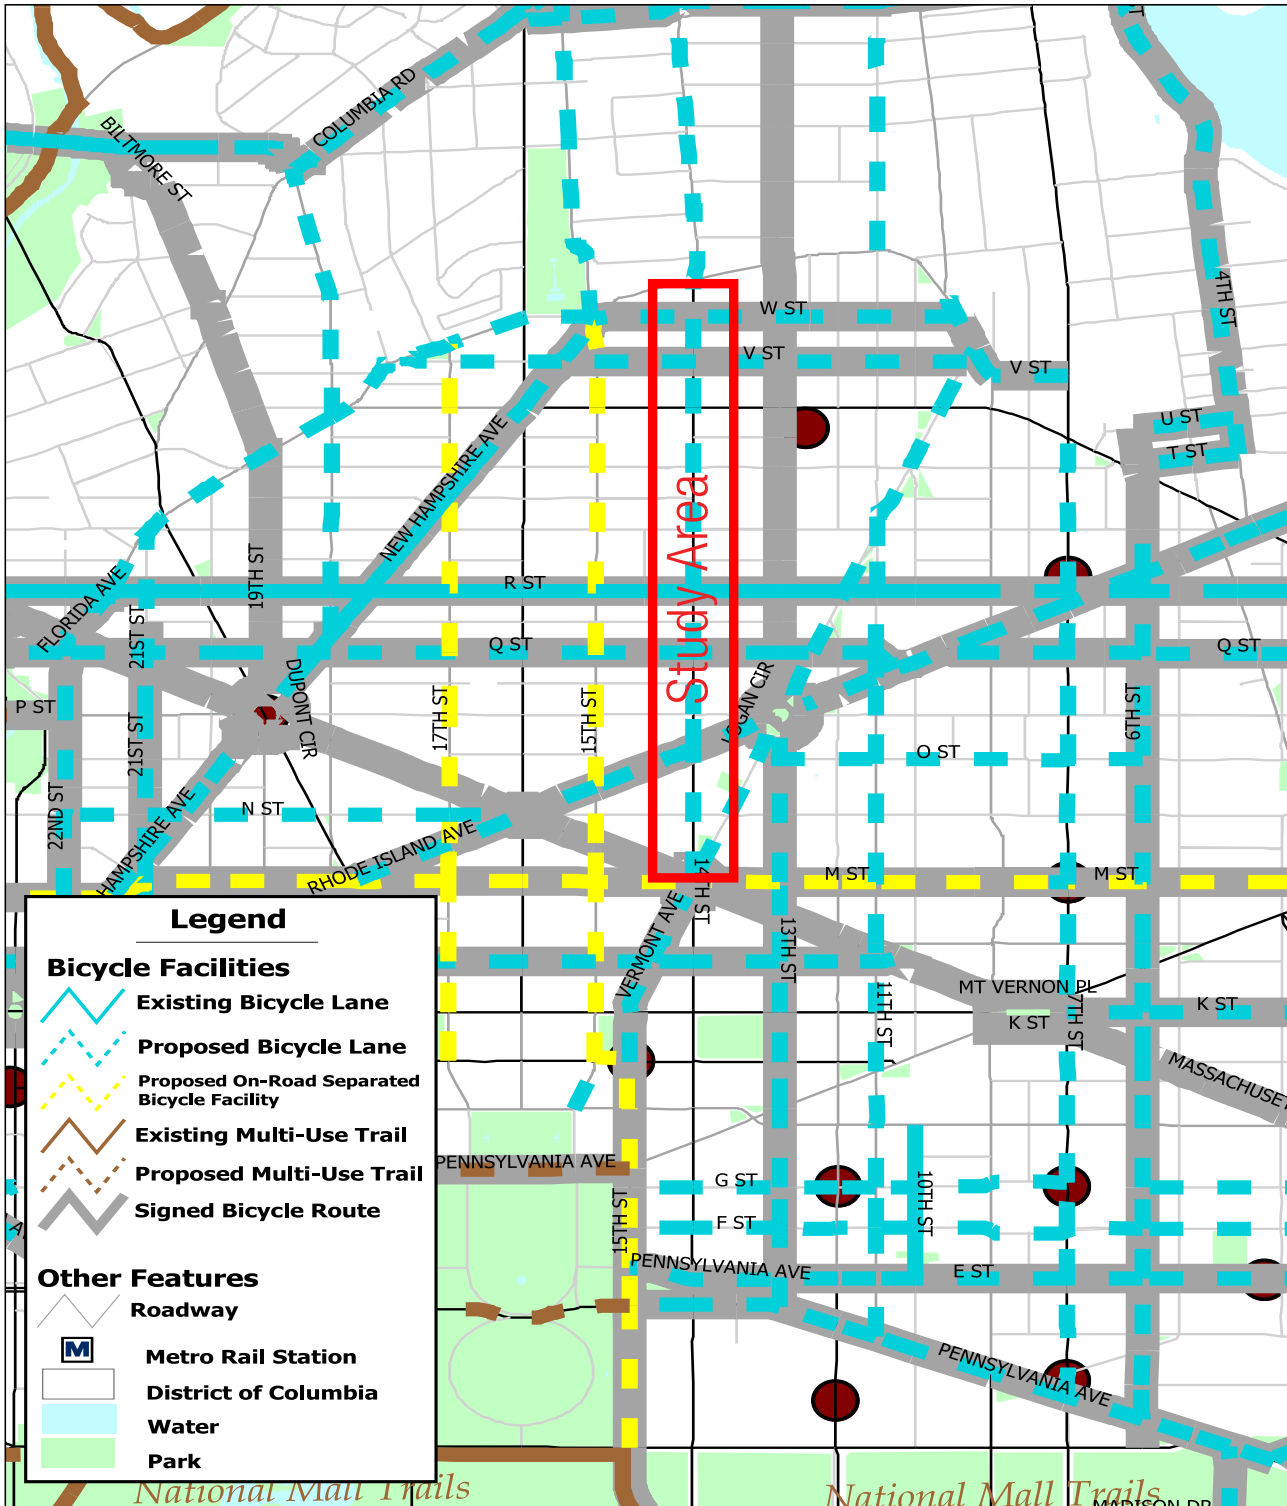 COLUMBIA RD
BILTMORE ST
4TH ST
W ST
V ST
V ST
U ST
T ST
NEW HAMPSHIRE AVE
19TH ST
R ST
FLORIDA AVE
21ST ST
Q ST
Q ST
DUPONT CIR
Study Area
LOGAN CIR
P ST
21ST ST
17TH ST
15TH ST
6TH ST
O ST
22ND ST
N ST
HAMPSHIRE AVE
RHODE ISLAND AVE
M ST
M ST
14TH ST
VERMONT AVE
13TH ST
11TH ST
MT VERNON PL
7TH ST
K ST
K ST
MASSACHUSE
PENNSYLVANIA AVE
G ST
10TH ST
F ST
15TH ST
PENNSYLVANIA AVE
E ST
PENNSYLVANIA AVE
Legend
Bicycle Facilities
Existing Bicycle Lane
Proposed Bicycle Lane
Proposed On-Road Separated
Bicycle Facility
Existing Multi-Use Trail
Proposed Multi-Use Trail
Signed Bicycle Route
Other Features
Roadway
M
Metro Rail Station
District of Columbia
Water
Park
National Mall Trails
National Mall Trails
MADISON DR